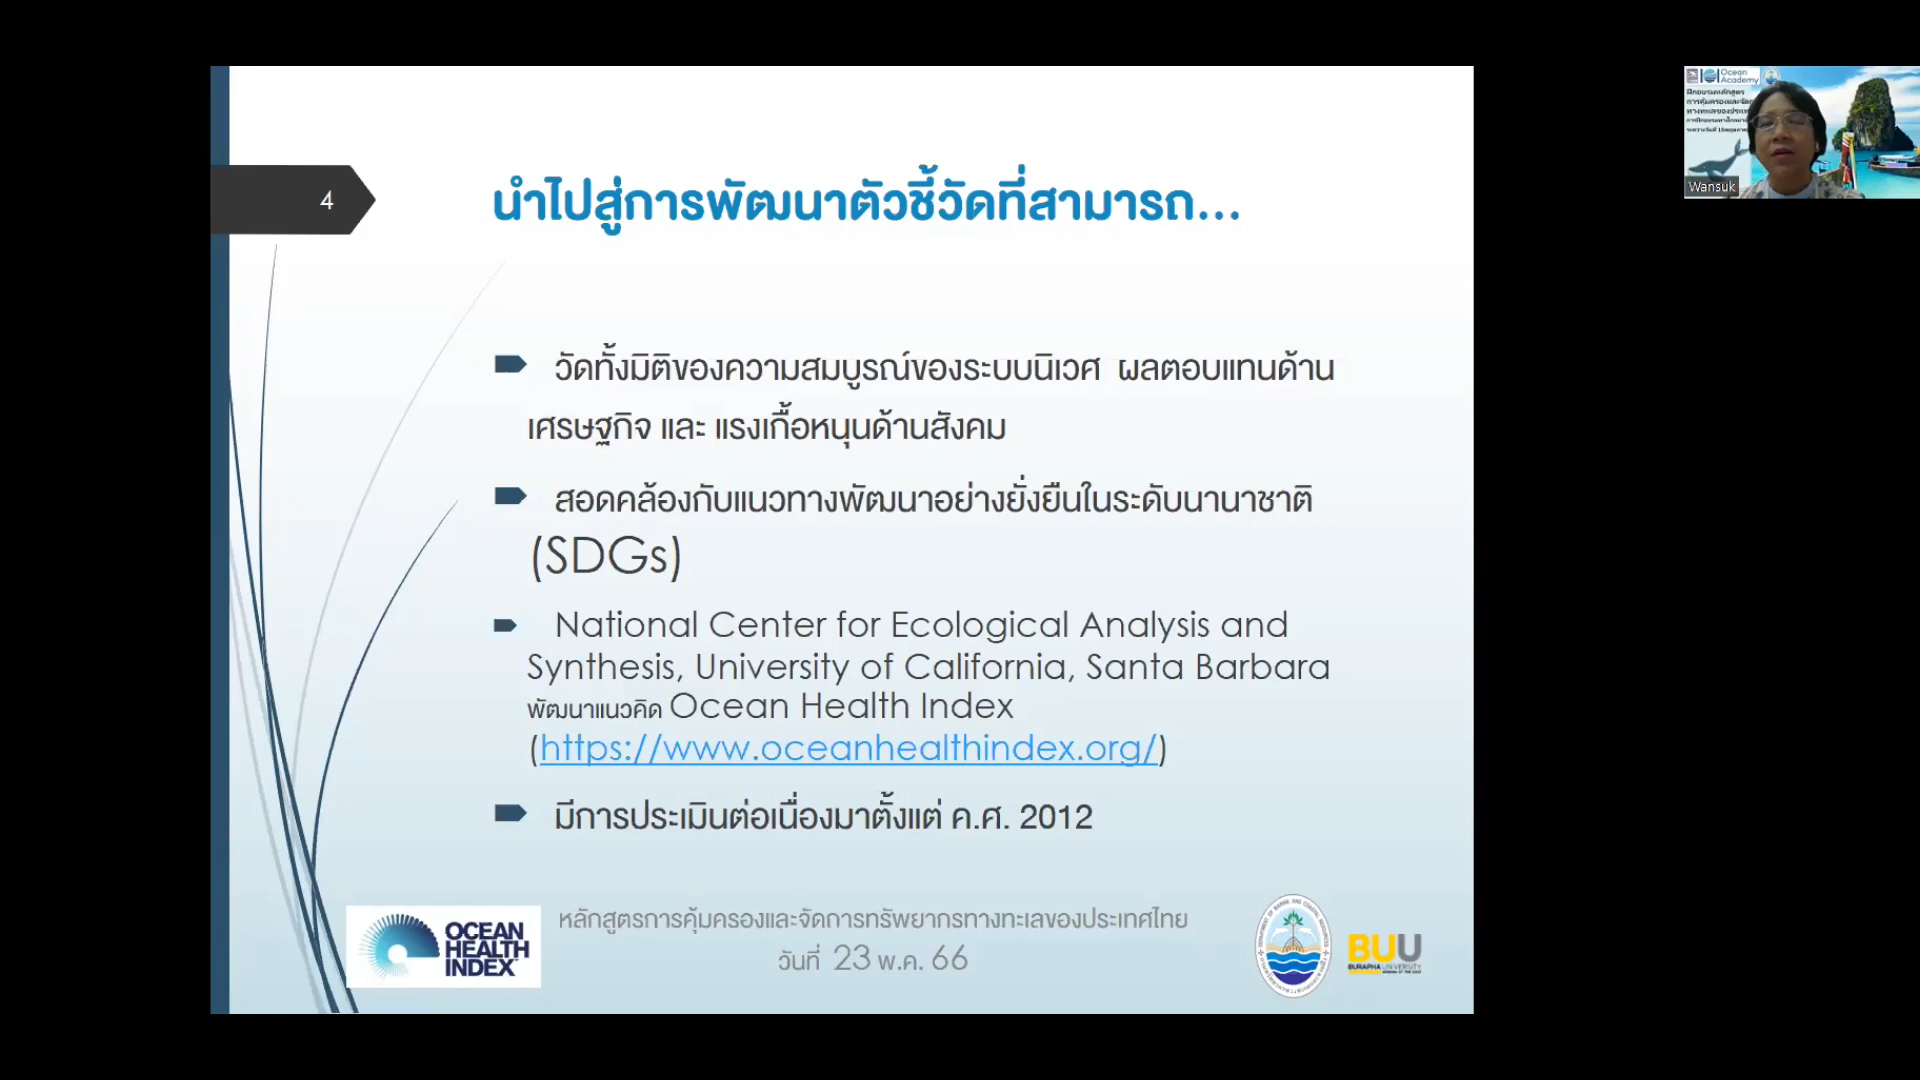 4
นำไปสู่การพัฒนาตัวชี้วัดที่สามารถ...
วัดทั้งมิติของความสมบูรณ์ของระบบนิเวศ ผลตอบแทนด้าน
เศรษฐกิจ และ แรงเกื้อหนุนด้านสังคม
สอดคล้องกับแนวทางพัฒนาอย่างยั่งยืนในระดับนานาชาติ
(SDGs)
National Center for Ecological Analysis and
Synthesis, University of California, Santa Barbara
พัฒนาแนวคิด Ocean Health Index
(https://www.oceanhealthindex.org/)
มีการประเมินต่อเนื่องมาตั้งแต่ ค.ศ. 2012
OCEAN
HEALTH
INDEX
หลักสูตรการคุ้มครองและจัดการทรัพยากรทางทะเลของประเทศไทย
วันที่ 23 พ.ค. 66
BUU
BURAPHA UNIVERSITY
Ocean
Academy
Wansuk